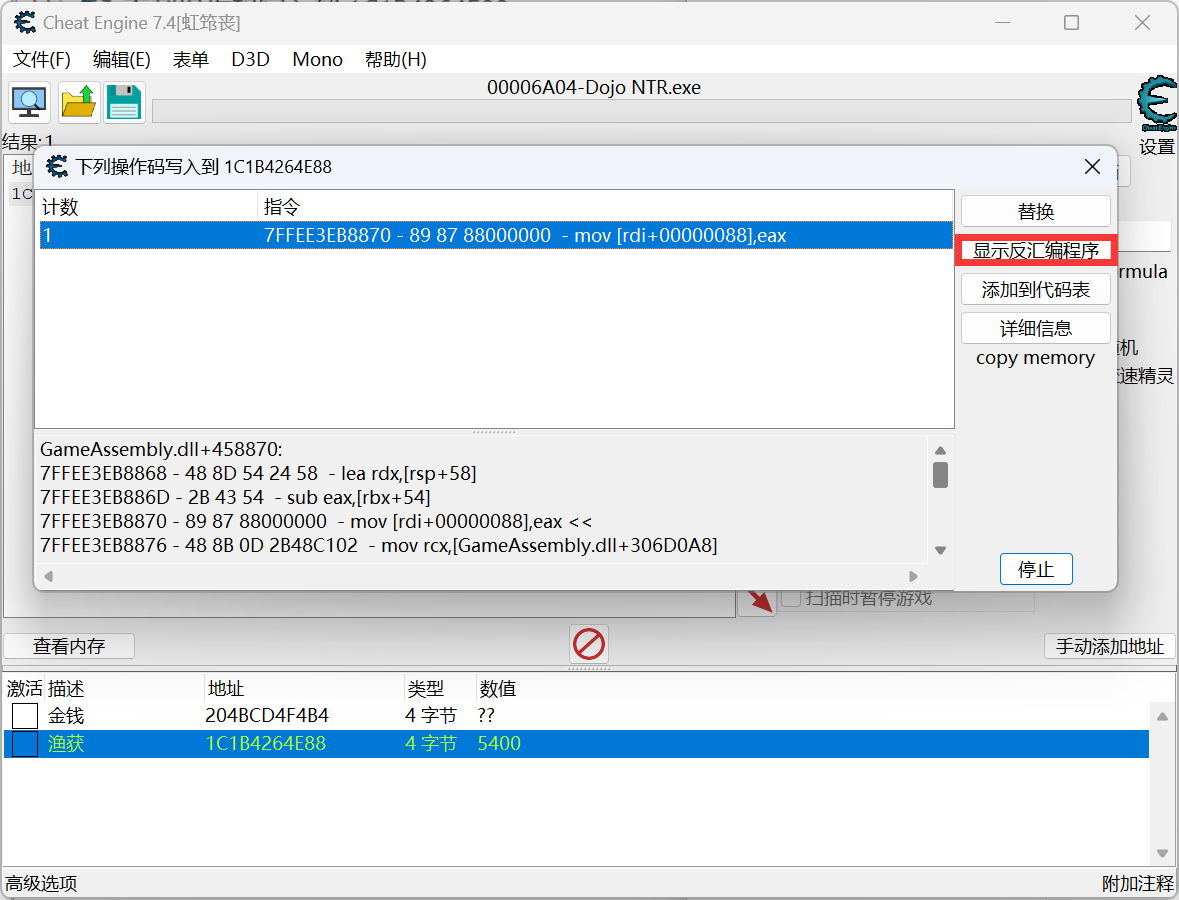 Cheat Engine 7.4[虹筇丧]
文件(F) 编辑(E) 表单 D3D Mono 帮助(H)
00006A04-Dojo NTR.exe
Cheat Engine
设置
结果:1
地
1C
下列操作码写入到 1C1B4264E88
计数 指令
1 7FFEE3EB8870 - 89 87 88000000 - mov [rdi+00000088],eax
替换
显示反汇编程序
添加到代码表
详细信息
copy memory
停止
rmula
机
速精灵
GameAssembly.dll+458870:
7FFEE3EB8868 - 48 8D 54 24 58 - lea rdx,[rsp+58]
7FFEE3EB886D - 2B 43 54 - sub eax,[rbx+54]
7FFEE3EB8870 - 89 87 88000000 - mov [rdi+00000088],eax <<
7FFEE3EB8876 - 48 8B 0D 2B48C102 - mov rcx,[GameAssembly.dll+306D0A8]
扫描时暂停游戏
查看内存
手动添加地址
激活 描述 地址 类型 数值
金钱 204BCD4F4B4 4 字节 ??
渔获 1C1B4264E88 4 字节 5400
高级选项
附加注释